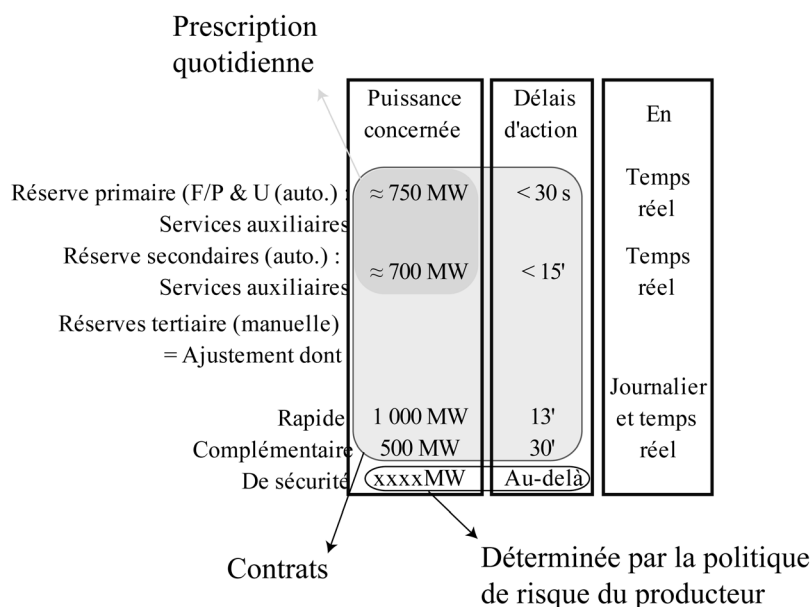 Prescription
quotidienne
Puissance
concernée
Délais
d'action
En
Réserve primaire (F/P & U (auto.) : ≈ 750 MW < 30 s Temps
réel
Services auxiliaires
Réserve secondaires (auto.) :
Services auxiliaires ≈ 700 MW < 15' Temps
réel
Réserves tertiaire (manuelle)
= Ajustement dont
Rapide 1 000 MW 13' Journalier
et temps
réel
Complémentaire 500 MW 30'
De sécurité xxxxMW Au-delà
Contrats
Déterminée par la politique
de risque du producteur